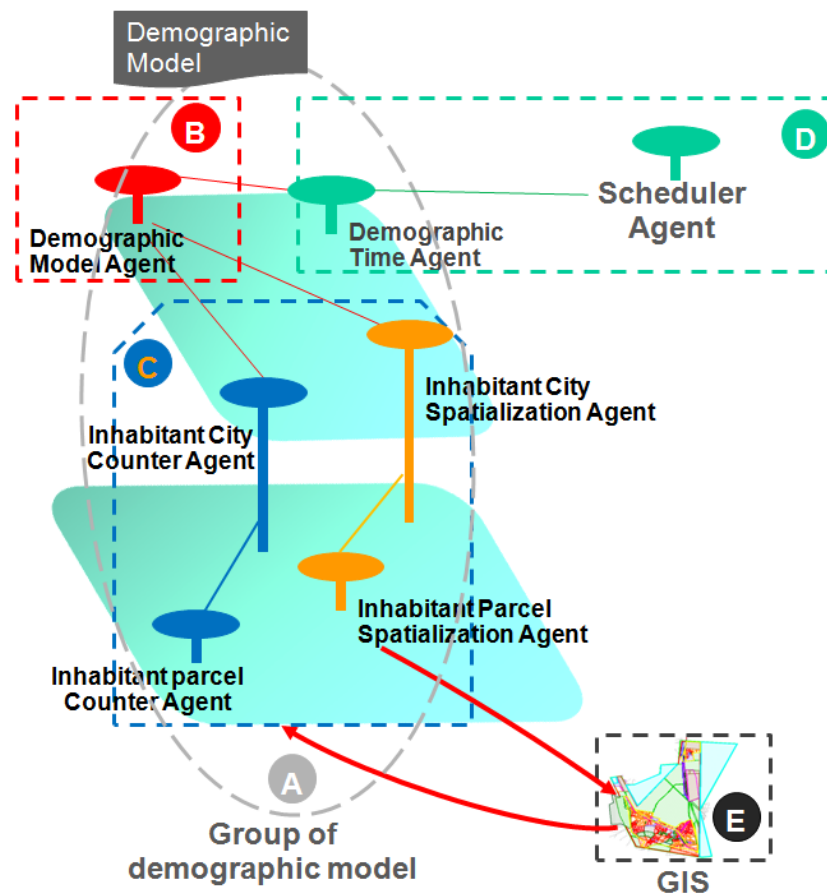 Demographic
Model
B
D
Scheduler
Agent
Demographic
Model Agent
Demographic
Time Agent
C
Inhabitant City
Spatialization Agent
Inhabitant City
Counter Agent
Inhabitant Parcel
Spatialization Agent
Inhabitant parcel
Counter Agent
A
Group of
demographic model
E
GIS